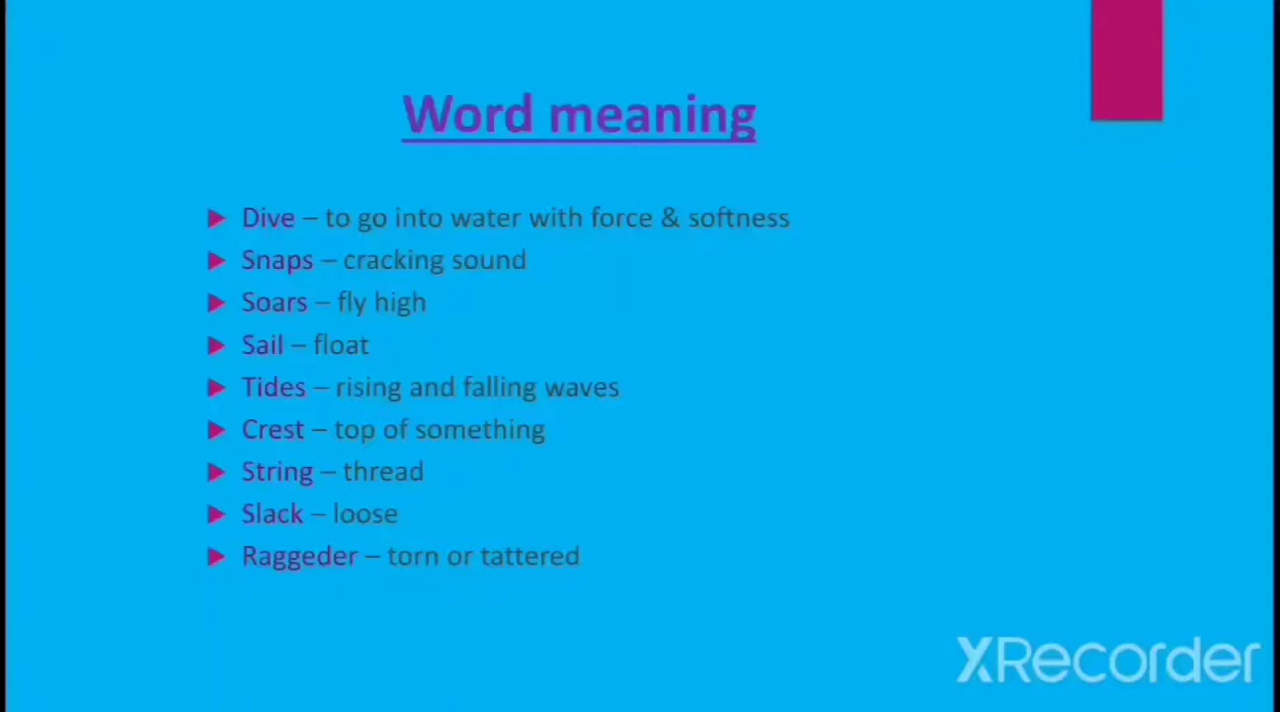 Word meaning
Dive – to go into water with force & softness
Snaps – cracking sound
Soars – fly high
Sail – float
Tides – rising and falling waves
Crest – top of something
String – thread
Slack – loose
Raggeder – torn or tattered
XRecorder